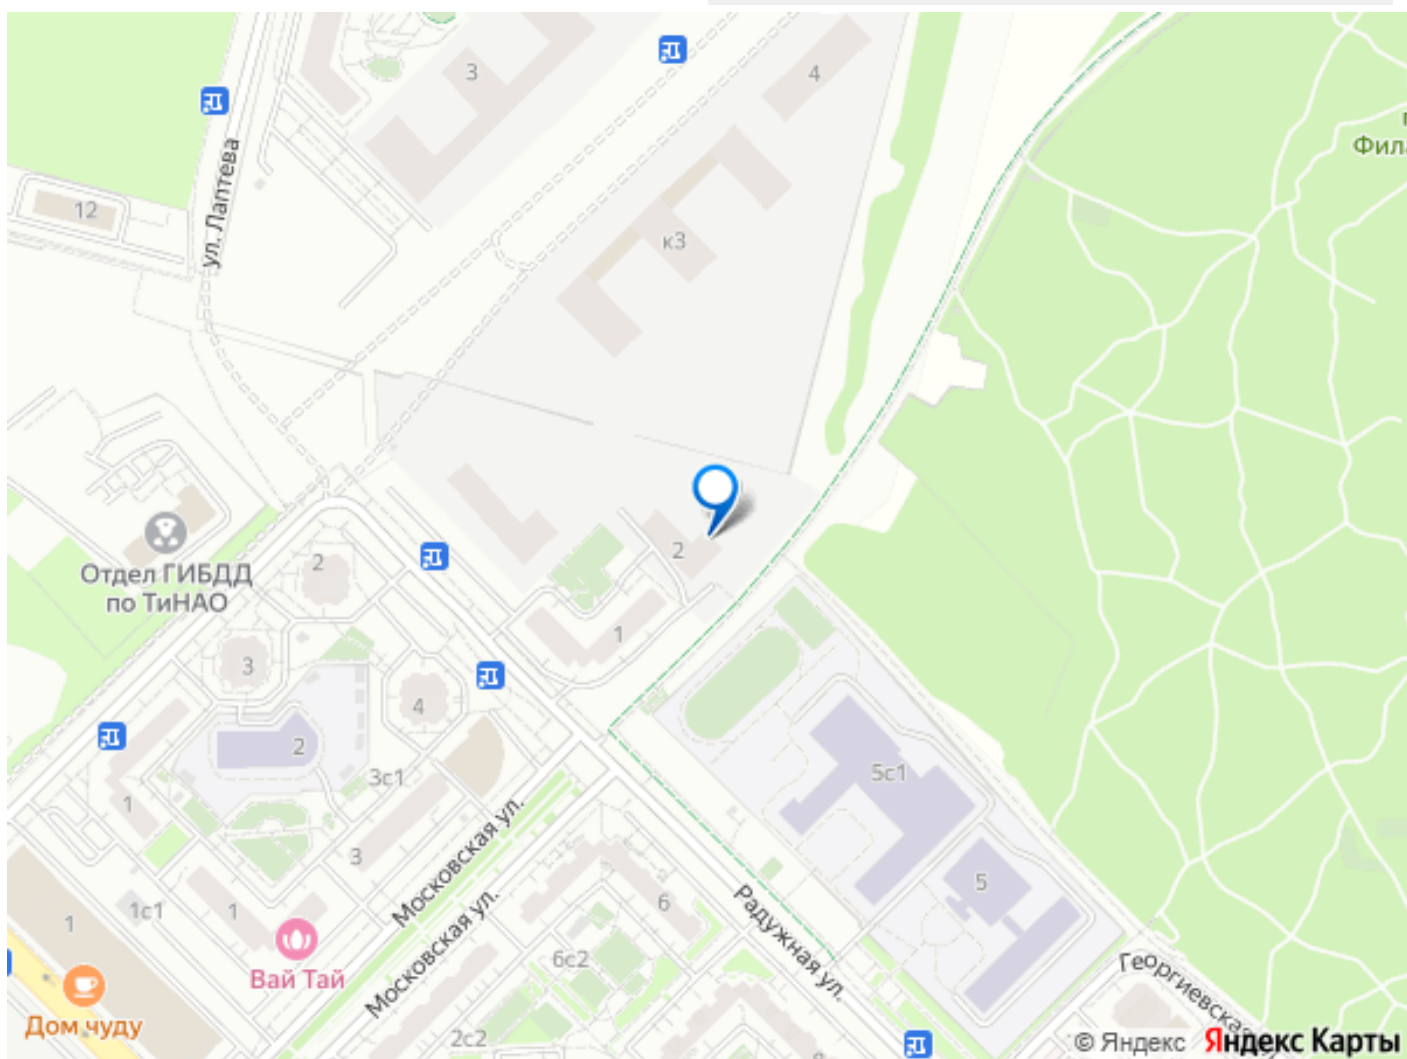 3
4
ул. Лаптева
12
к3
Фил
2
Отдел ГИБДД
по ТиНАО
2
1
3
4
2
3с1
5с1
1
3
Московская ул.
1
1с1
1
6
5
Радужная ул.
Московская ул.
Вай Тай
6с2
Георгиевская
Дом чуду
2с2
© Яндекс Яндекс Карты